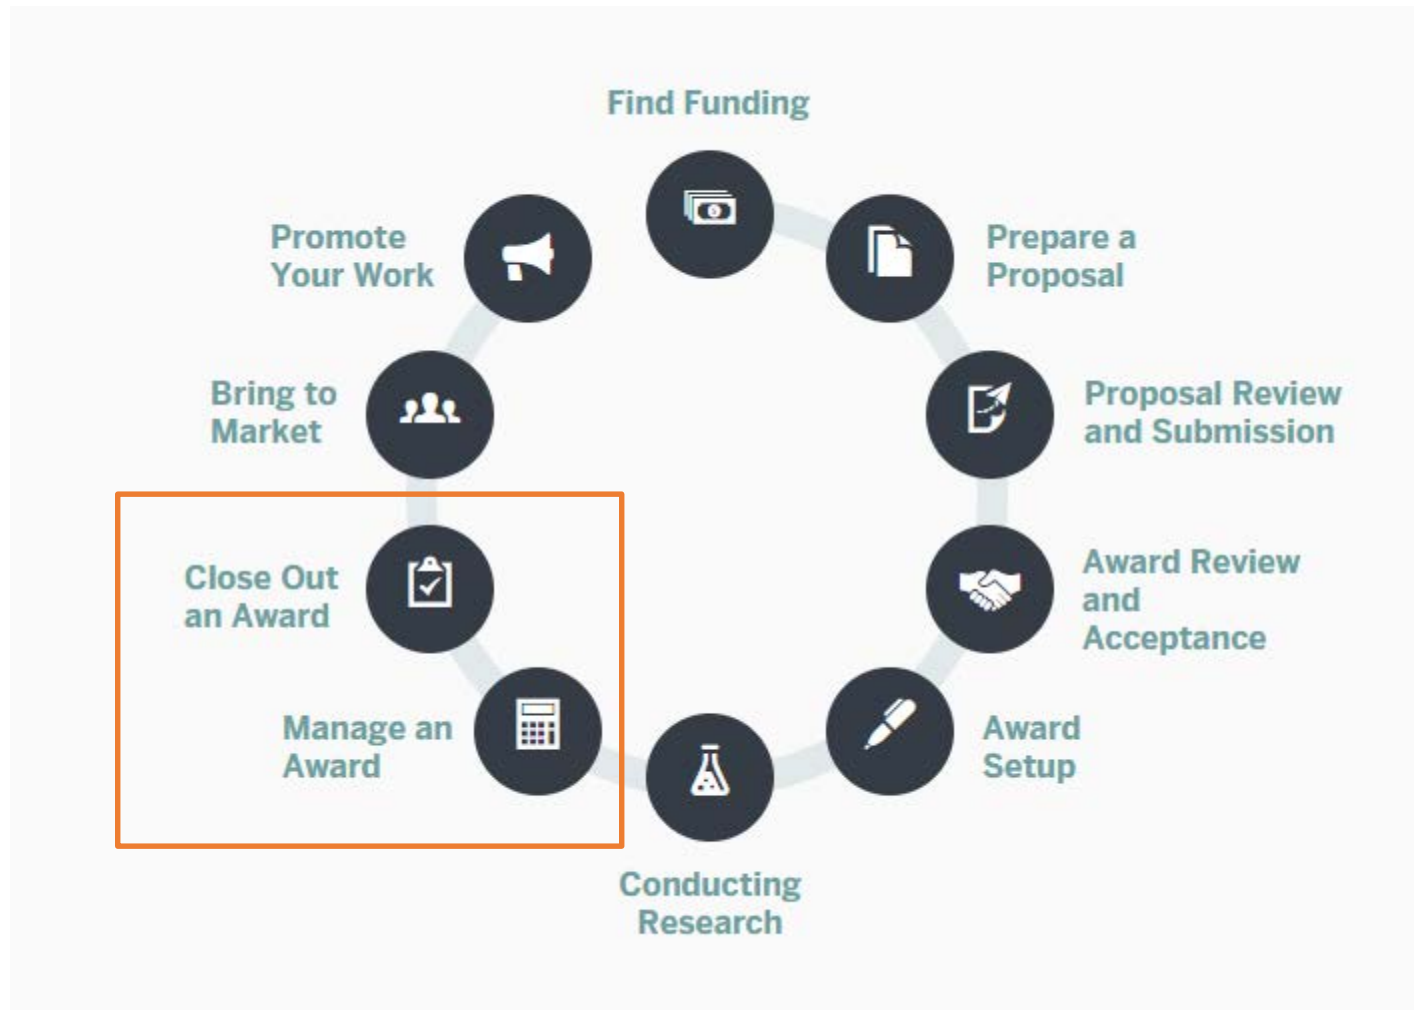 Find Funding
Prepare a
Proposal
Proposal Review
and Submission
Award Review
and
Acceptance
Award
Setup
Conducting
Research
Manage an
Award
Close Out
an Award
Bring to
Market
Promote
Your Work